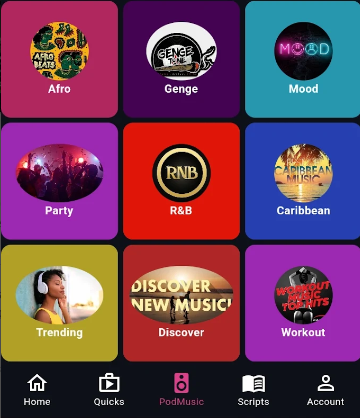 AFRO
BEATS
Afro
GENGE
TONE
Genge
MOOD
Mood
Party
RNB
R&B
CARIBBEAN
MUSIC
Caribbean
Trending
DISCOVER
NEW MUSIC!
Discover
WORKOUT
MUSIC
TOP HITS
Workout
Home
Quicks
PodMusic
Scripts
Account